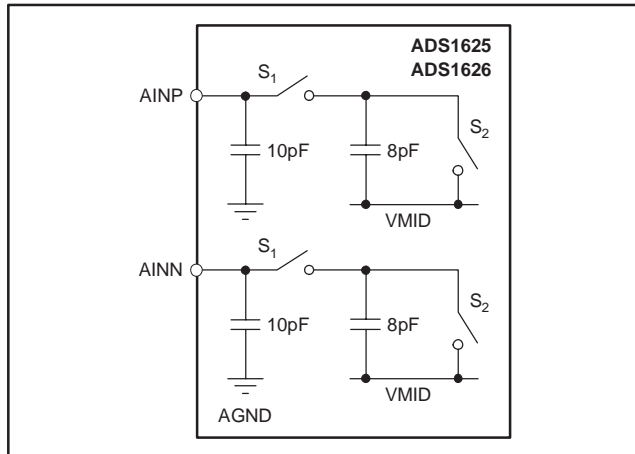 ADS1625
ADS1626
S1
AINP
S2
10pF
8pF
VMID
S1
AINN
S2
10pF
8pF
VMID
AGND